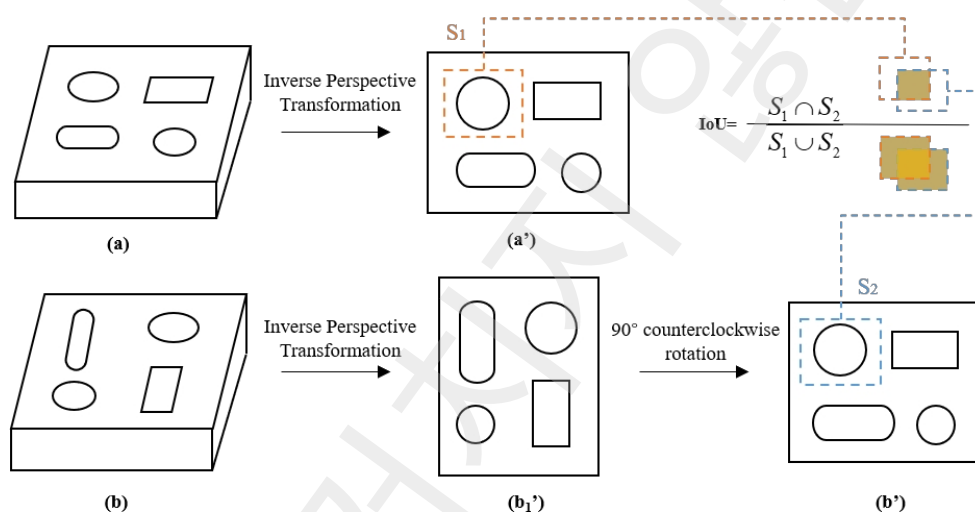 S₁
Inverse Perspective
Transformation
IoU=
S₁ ∩ S₂
S₁ ∪ S₂
(a)
(a’)
S₂
Inverse Perspective
Transformation
90° counterclockwise
rotation
(b)
(b₁’)
(b’)